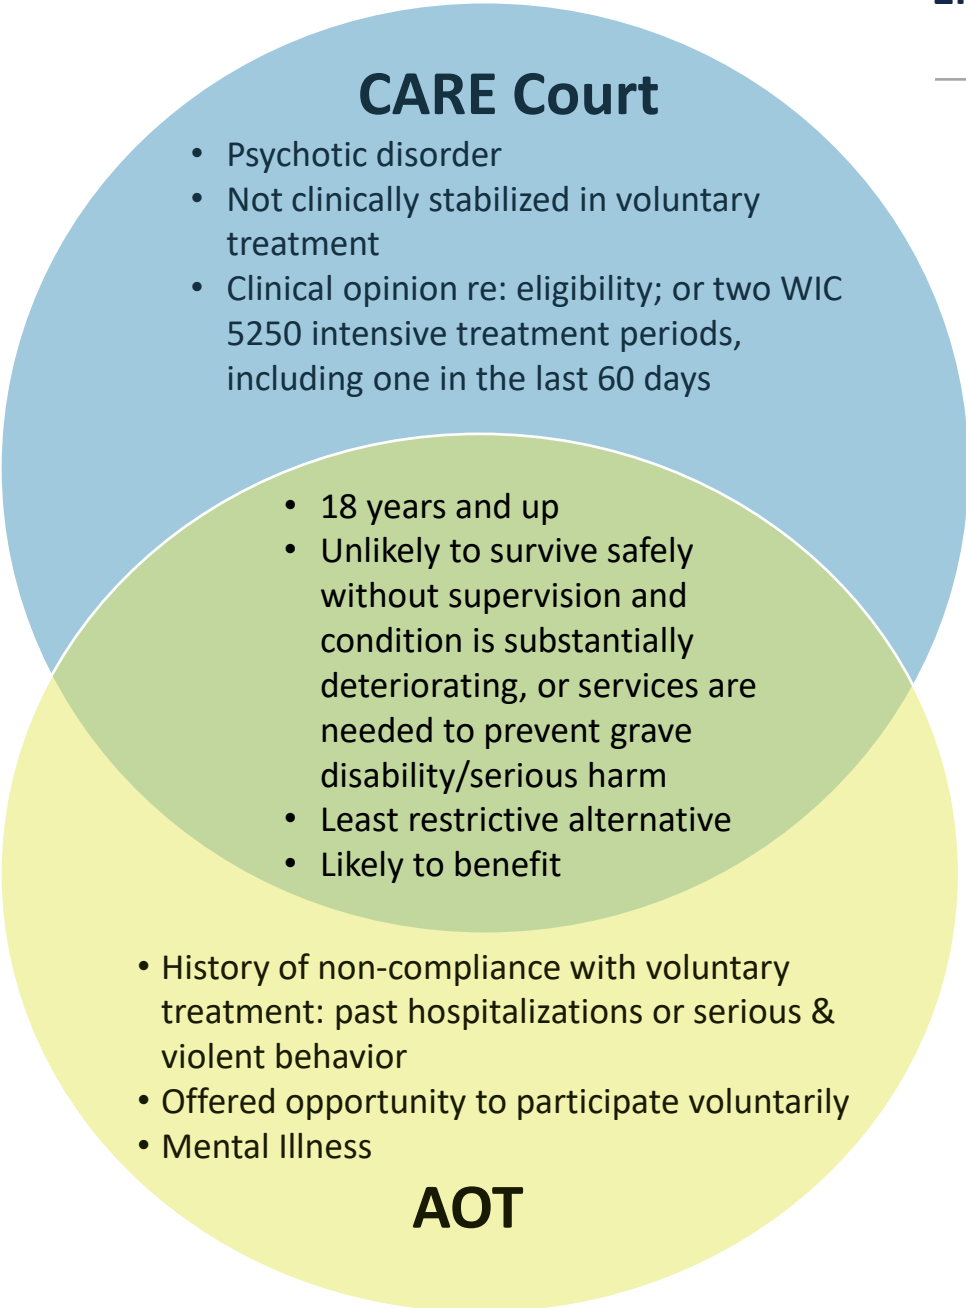 CARE Court
• Psychotic disorder
• Not clinically stabilized in voluntary
treatment
• Clinical opinion re: eligibility; or two WIC
5250 intensive treatment periods,
including one in the last 60 days
• 18 years and up
• Unlikely to survive safely
without supervision and
condition is substantially
deteriorating, or services are
needed to prevent grave
disability/serious harm
• Least restrictive alternative
• Likely to benefit
• History of non-compliance with voluntary
treatment: past hospitalizations or serious &
violent behavior
• Offered opportunity to participate voluntarily
• Mental Illness
AOT